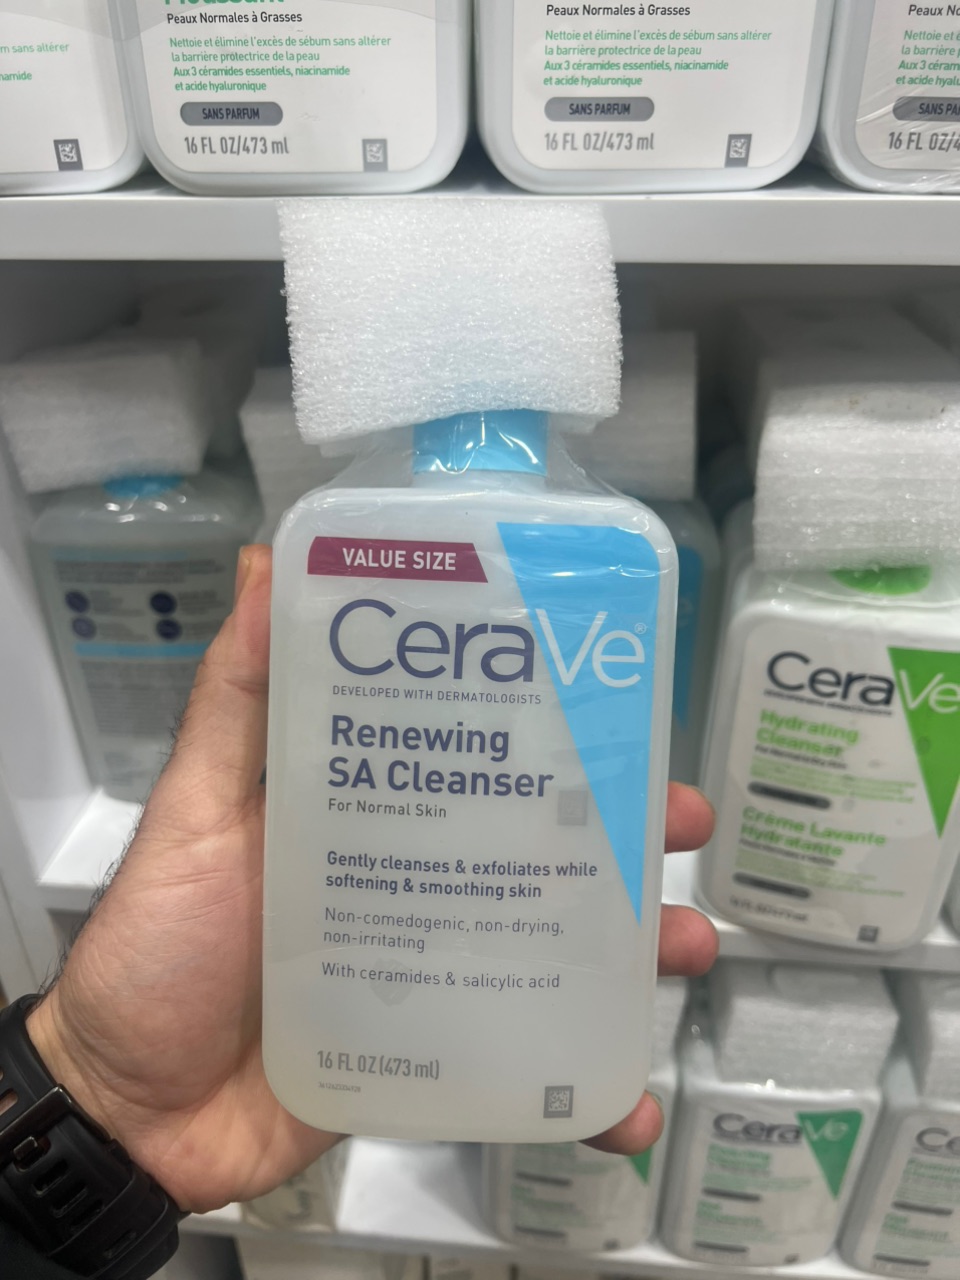 Peaux Normales à Grasses
Nettoie et élimine l'excès de sébum sans altérer
la barrière protectrice de la peau
Aux 3 céramides essentiels, niacinamide
et acide hyaluronique
SANS PARFUM
16 FL OZ/473 ml
Peaux Normales à Grasses
Nettoie et élimine l'excès de sébum sans altérer
la barrière protectrice de la peau
Aux 3 céramides essentiels, niacinamide
et acide hyaluronique
SANS PARFUM
16 FL OZ/473 ml
VALUE SIZE
CeraVe®
DEVELOPED WITH DERMATOLOGISTS
Renewing
SA Cleanser
For Normal Skin
Gently cleanses & exfoliates while
softening & smoothing skin
Non-comedogenic, non-drying,
non-irritating
With ceramides & salicylic acid
16 FL OZ (473 ml)
CeraVe
Hydrating
Cleanser
Crème Lavante
Hydratante
CeraVe